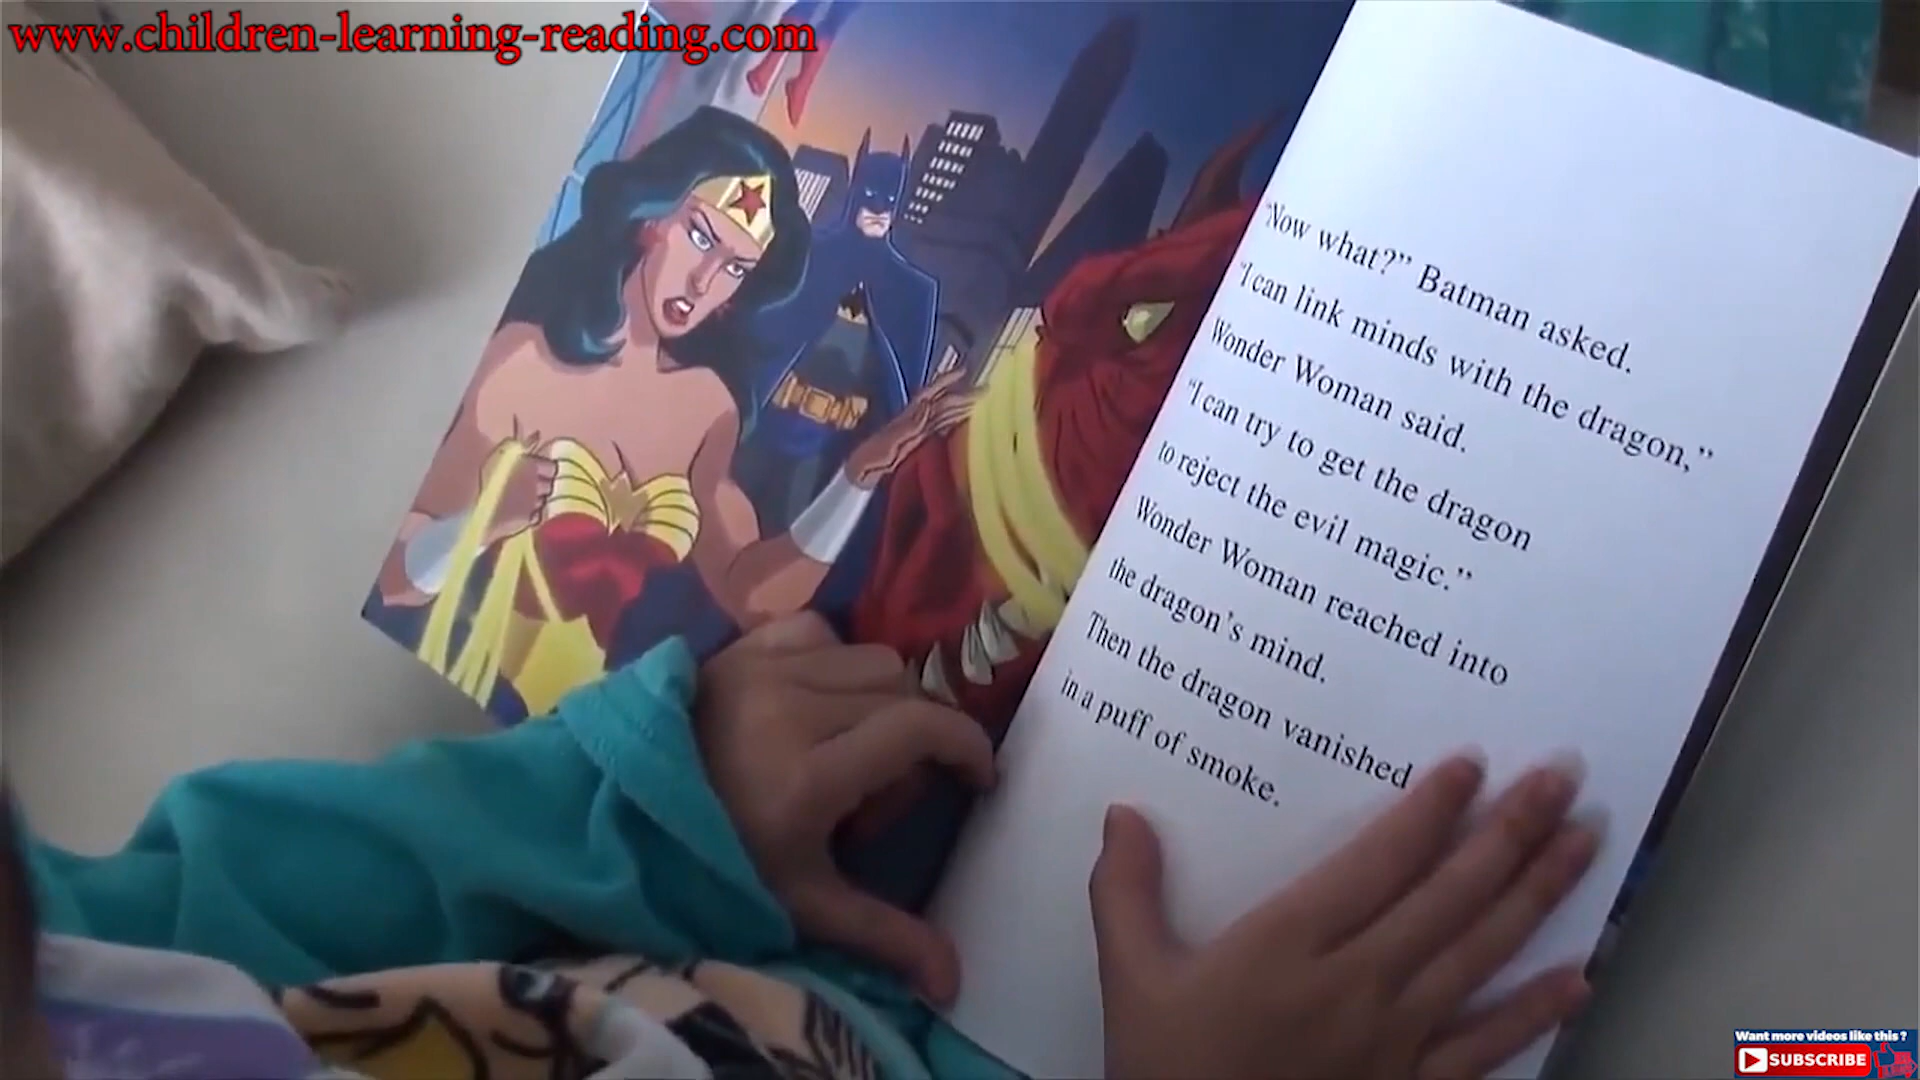 www.children-learning-reading.com
“Now what?” Batman asked.
“I can link minds with the dragon,”
Wonder Woman said.
“I can try to get the dragon
to reject the evil magic.”
Wonder Woman reached into
the dragon’s mind.
Then the dragon vanished
in a puff of smoke.
Want more videos like this ?
SUBSCRIBE